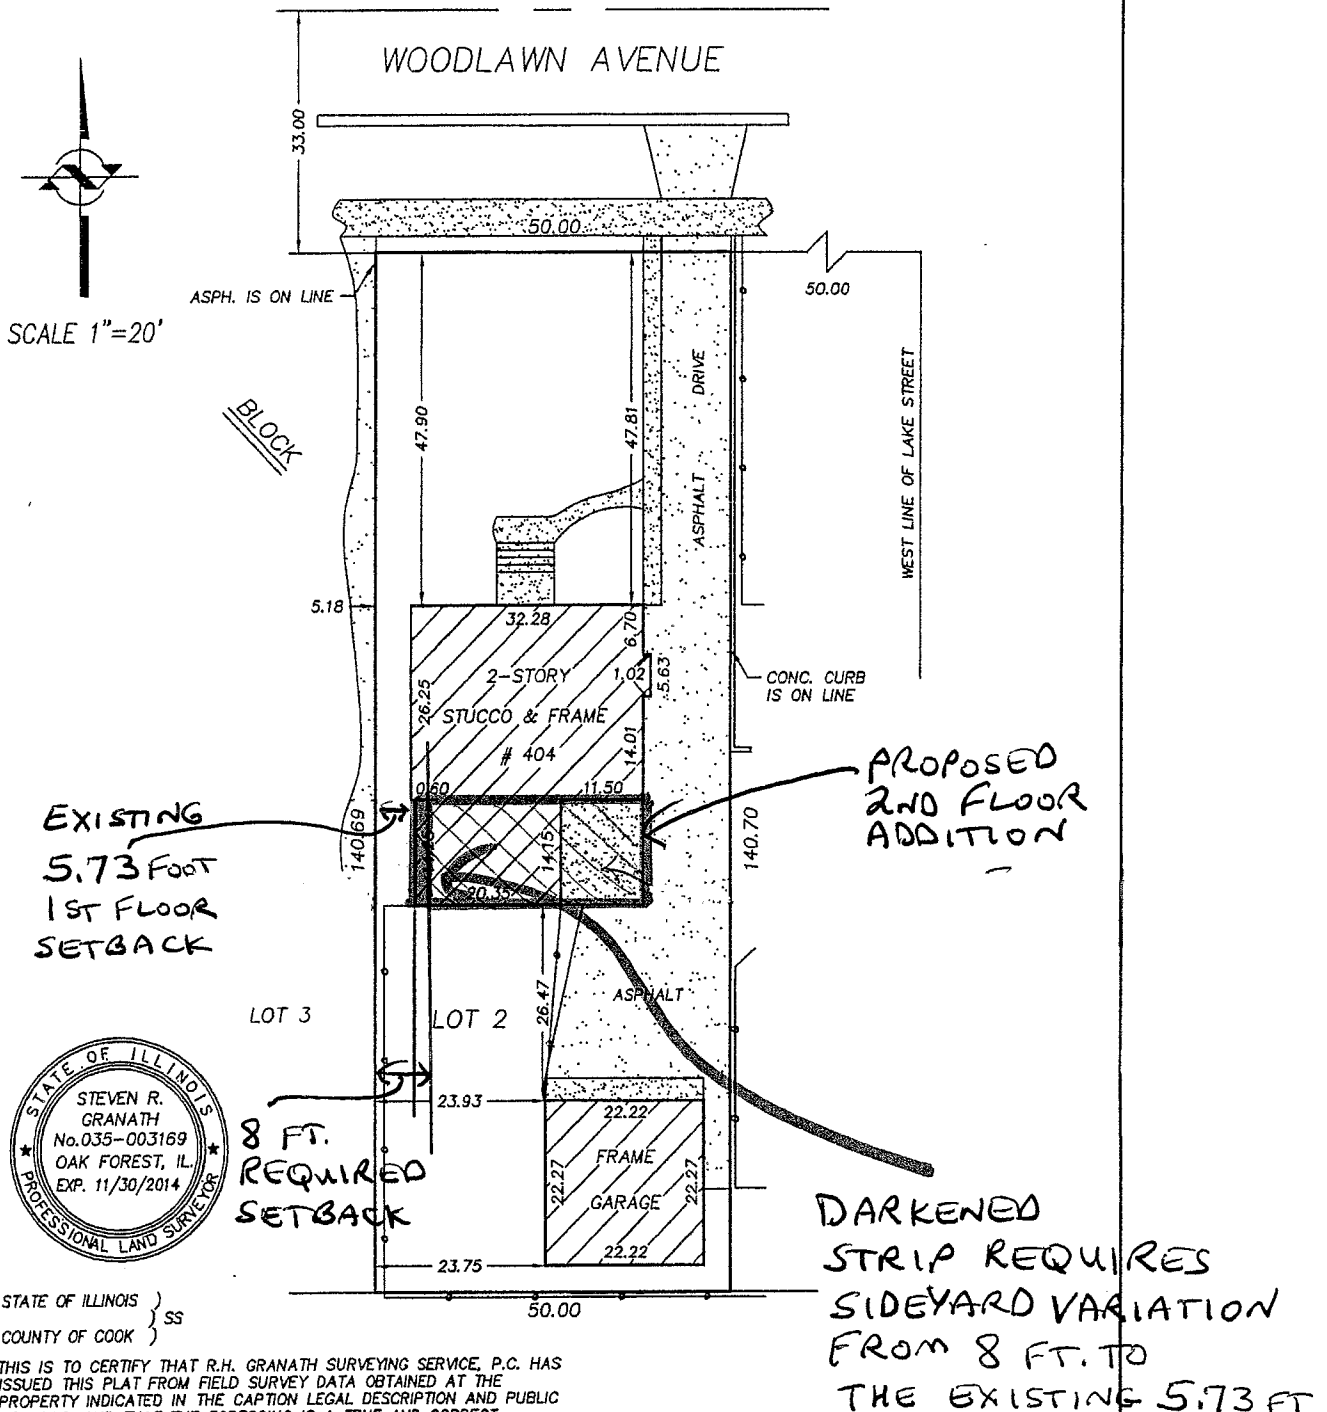 WOODLAWN AVENUE
33.00
50.00
ASPH. IS ON LINE
50.00
SCALE 1"=20'
BLOCK
47.90
47.81
ASPHALT DRIVE
WEST LINE OF LAKE STREET
5.18
32.28
6.70
2-STORY
1.02
5.63
CONC. CURB
IS ON LINE
26.25
STUCCO & FRAME
14.01
# 404
0.60
11.50
PROPOSED
2ND FLOOR
ADDITION
EXISTING
5.73 FOOT
1ST FLOOR
SETBACK
140.69
14.15
140.70
20.35
LOT 3
LOT 2
26.47
ASPHALT
STATE OF ILLINOIS
STEVEN R.
GRANATH
No.035-003169
OAK FOREST, IL.
EXP. 11/30/2014
PROFESSIONAL LAND SURVEYOR
23.93
8 FT.
REQUIRED
SETBACK
22.22
FRAME
22.27
22.27
GARAGE
22.22
23.75
50.00
DARKENED
STRIP REQUIRES
SIDEYARD VARIATION
FROM 8 FT. TO
THE EXISTING 5.73 FT
STATE OF ILLINOIS )
) SS
COUNTY OF COOK )
THIS IS TO CERTIFY THAT R.H. GRANATH SURVEYING SERVICE, P.C. HAS
ISSUED THIS PLAT FROM FIELD SURVEY DATA OBTAINED AT THE
PROPERTY INDICATED IN THE CAPTION LEGAL DESCRIPTION AND PUBLIC